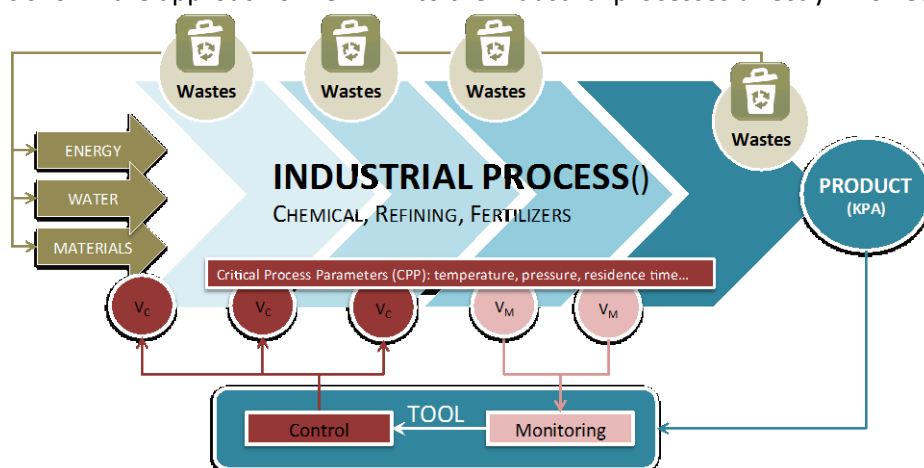 Wastes
Wastes
Wastes
Wastes
ENERGY
WATER
MATERIALS
INDUSTRIAL PROCESS()
CHEMICAL, REFINING, FERTILIZERS
PRODUCT
(KPA)
Critical Process Parameters (CPP): temperature, pressure, residence time...
VC
VC
VC
VM
VM
TOOL
Control
Monitoring